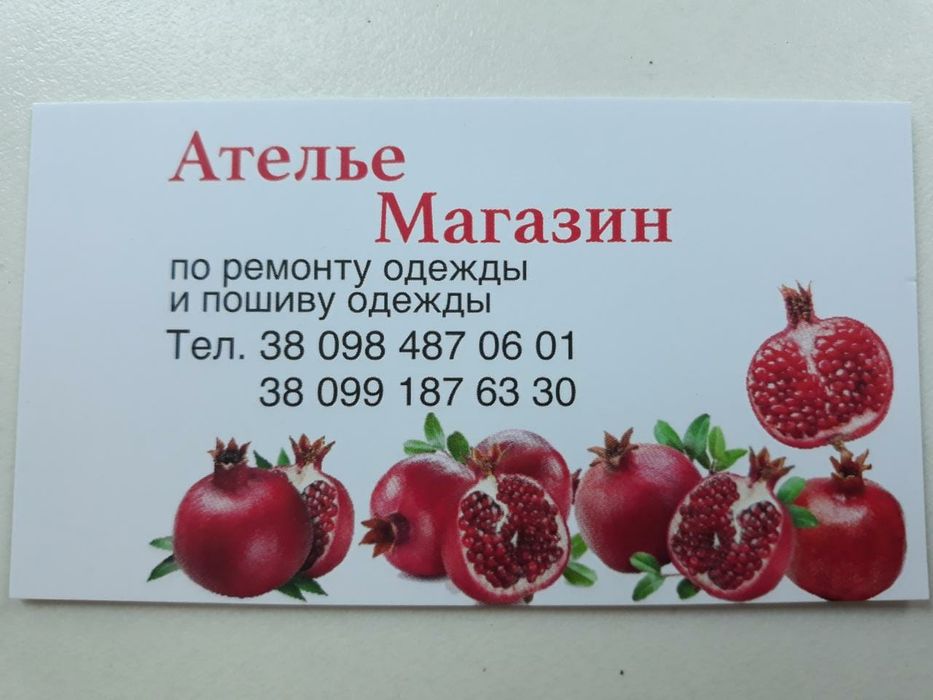 Ателье
Магазин
по ремонту одежды
и пошиву одежды
Тел. 38 098 487 06 01
38 099 187 63 30